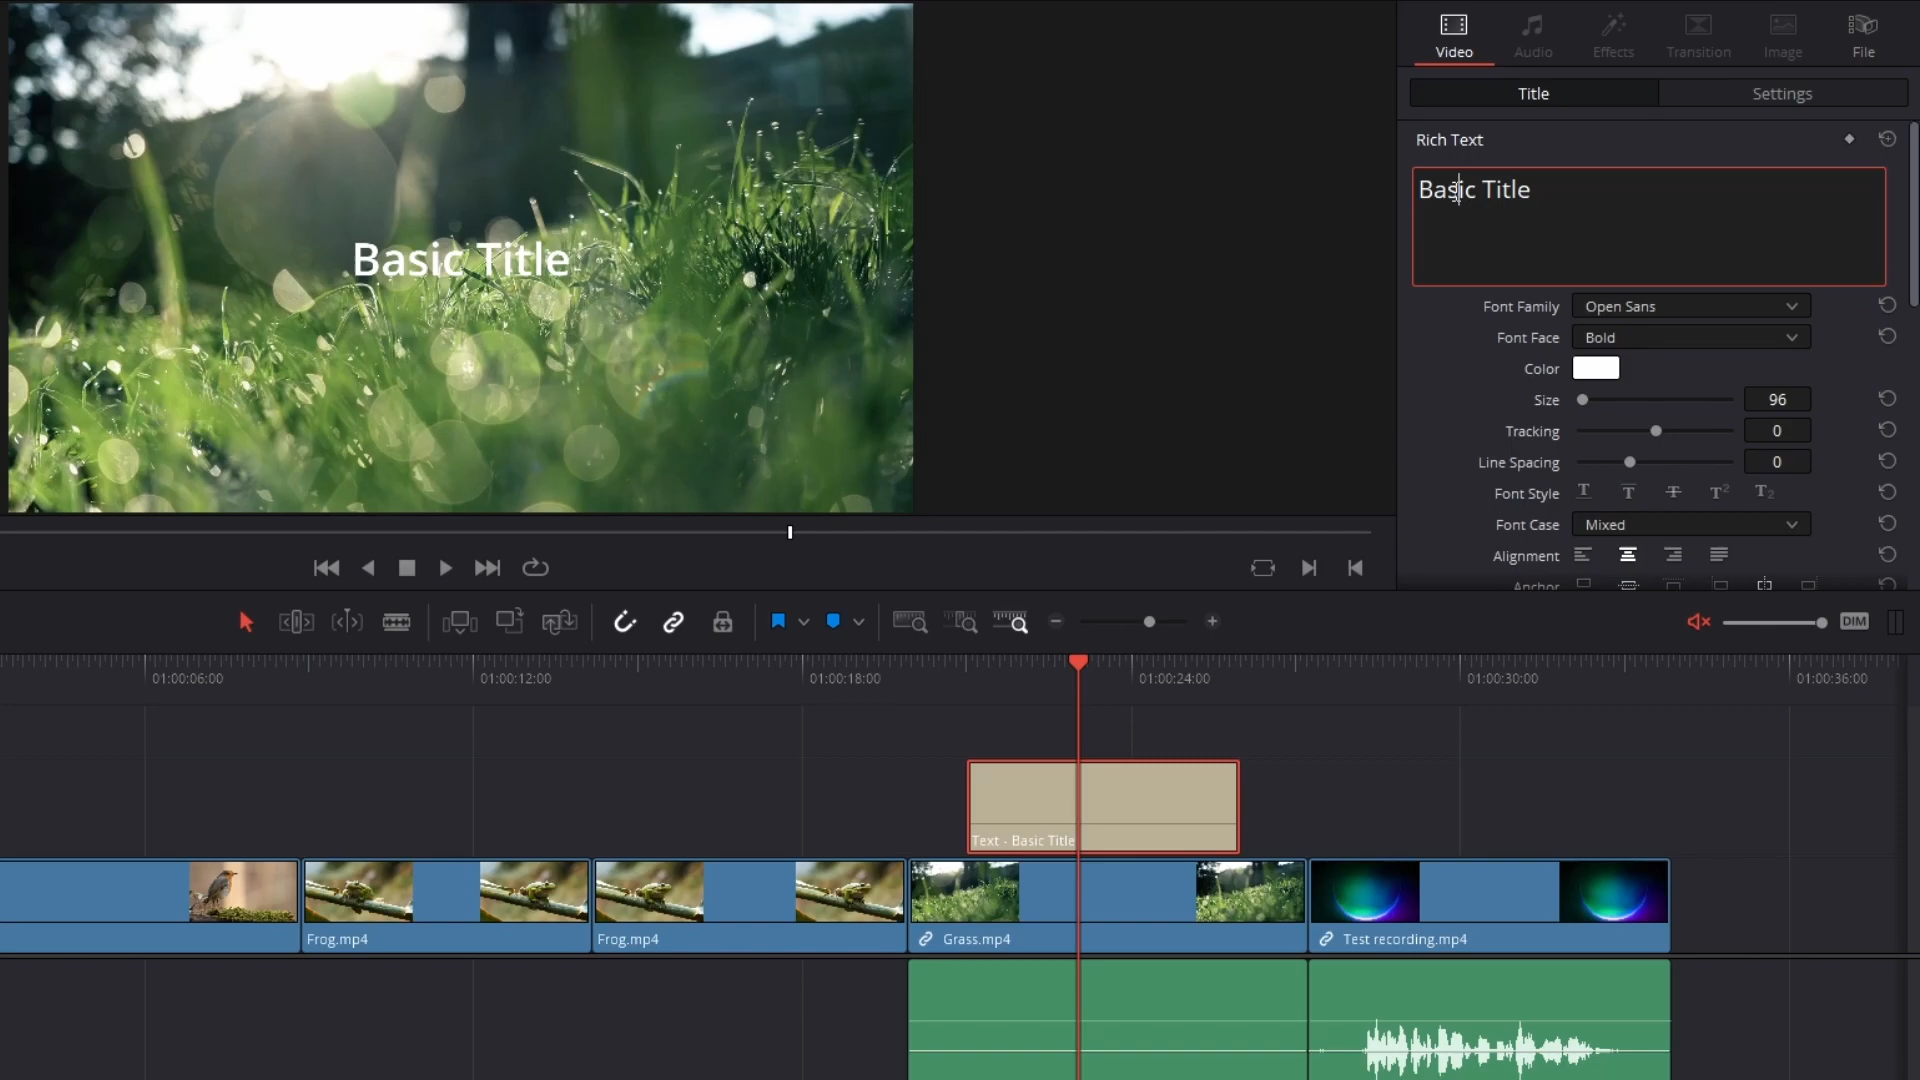 Video
Audio
Effects
Transition
Image
File
Title
Settings
Rich Text
Basic Title
Basic Title
Font Family
Open Sans
Font Face
Bold
Color
Size
96
Tracking
0
Line Spacing
0
Font Style
T T T T2 T2
Font Case
Mixed
Alignment
Anchor
DIM
01:00:06:00
01:00:12:00
01:00:18:00
01:00:24:00
01:00:30:00
01:00:36:00
Text - Basic Title
Frog.mp4
Frog.mp4
Grass.mp4
Test recording.mp4